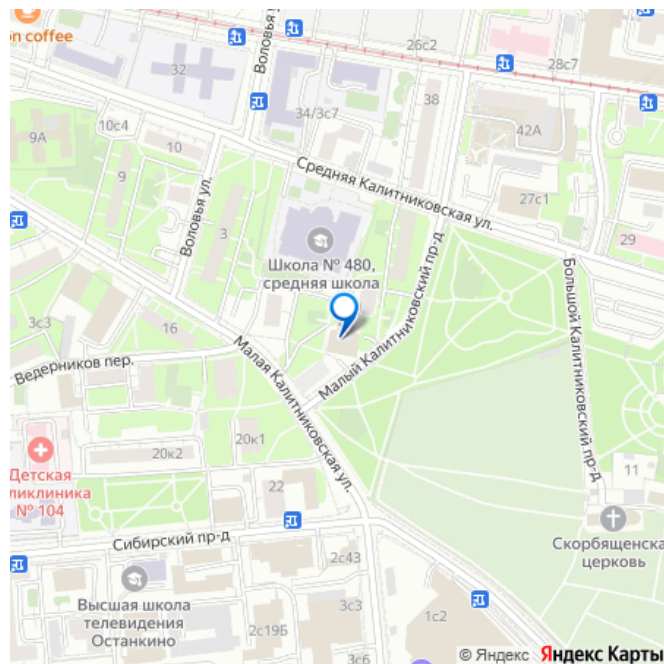 on coffee
32
Воловья ул.
26с2
28с7
34/3с7
38
42А
10с4
9А
10
Средняя Калитниковская ул.
9
27с1
Воловья ул.
3
29
Школа № 480,
средняя школа
Малый Калитниковский пр-д
Большой Калитниковский пр-д
3с3
16
Ведерников пер.
Малая Калитниковская ул.
20к1
20к2
Детская
ликлиника
№ 104
22
11
Сибирский пр-д
Скорбященска
церковь
2с43
Высшая школа
телевидения
Останкино
3с3
1с2
2с19Б
3с6
© Яндекс Яндекс Карты